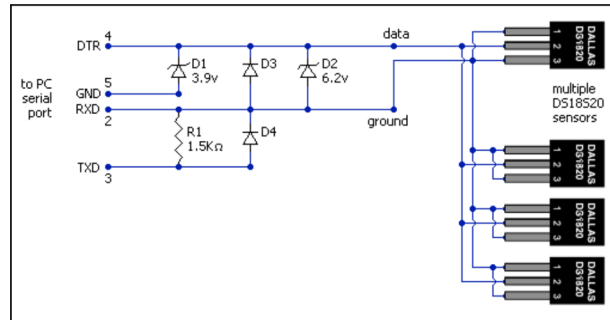 4
DTR
data
D1
3.9v
D3
D2
6.2v
to PC
serial
port
5
GND
RXD
2
ground
R1
1.5KΩ
D4
TXD
3
1
2
3
DALLAS
DS1820
multiple
DS18S20
sensors
1
2
3
DALLAS
DS1820
1
2
3
DALLAS
DS1820
1
2
3
DALLAS
DS1820